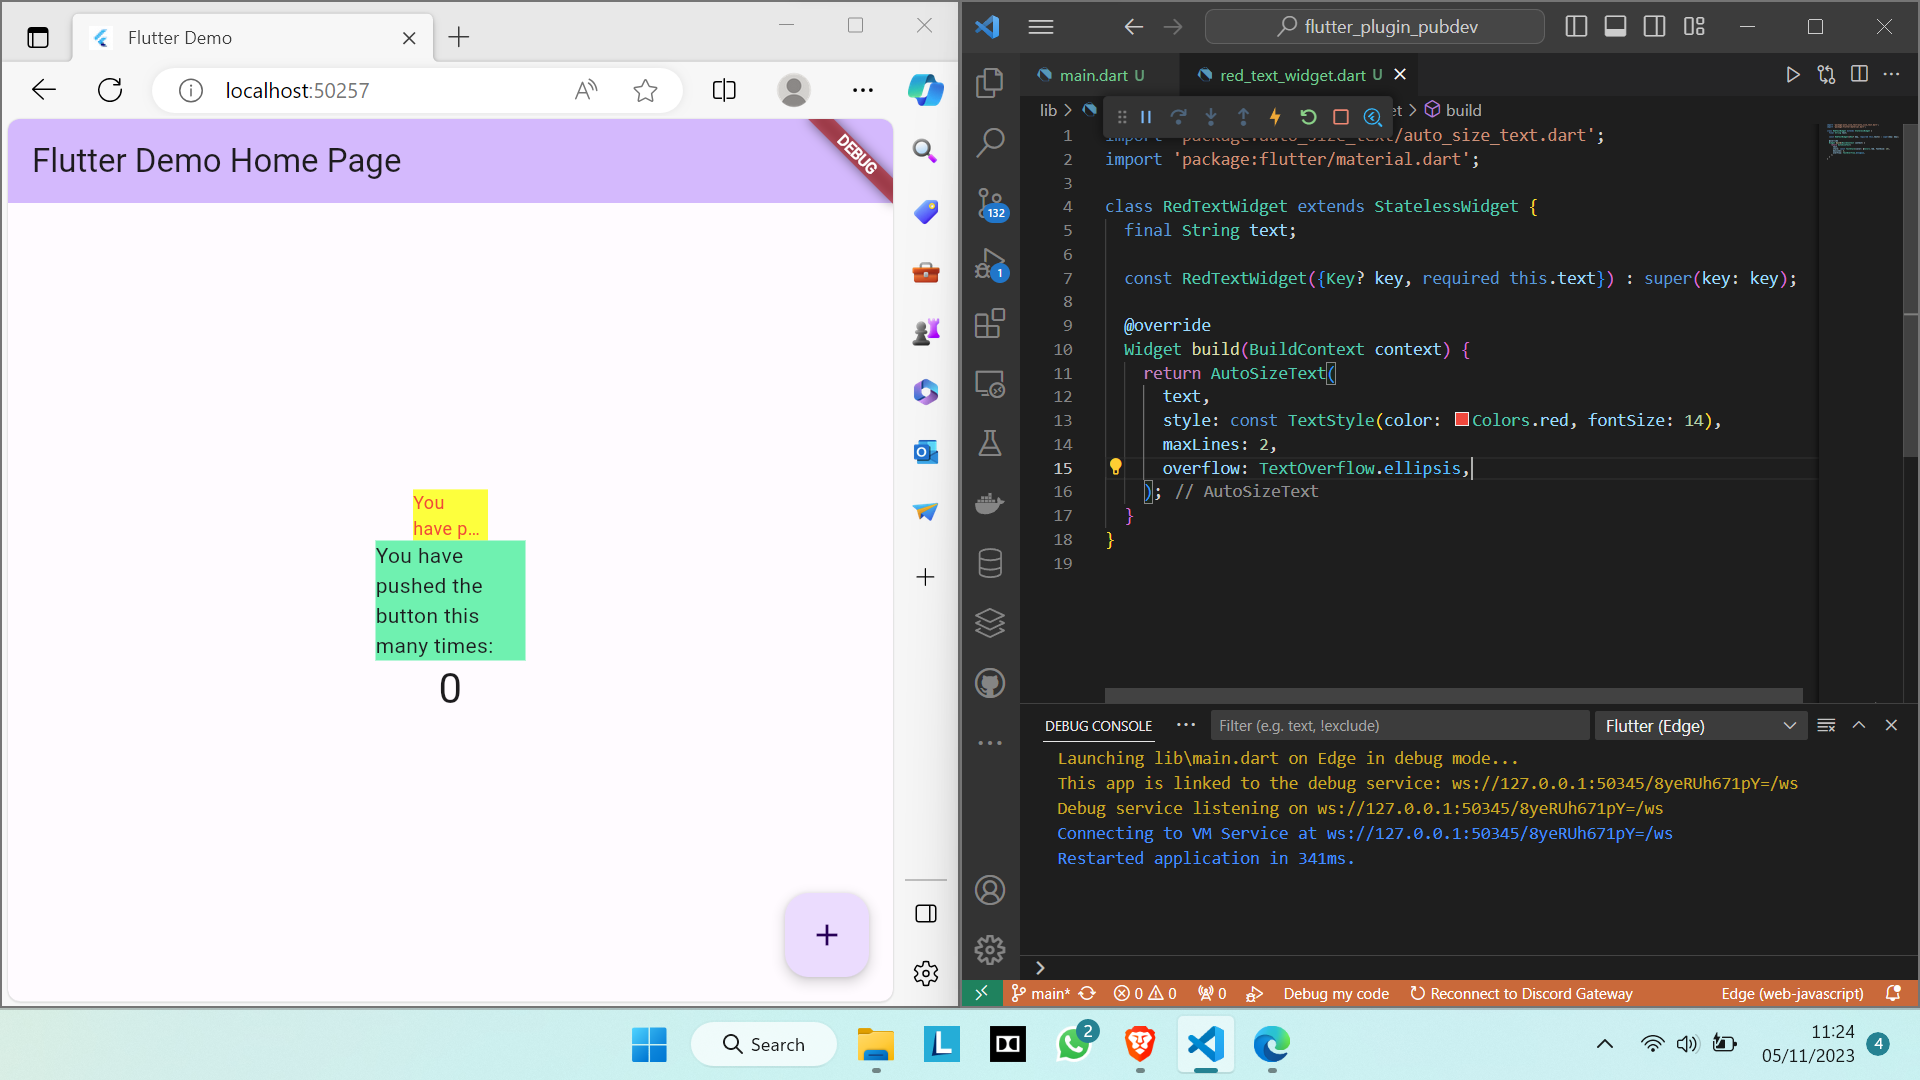 Flutter Demo
localhost:50257
Flutter Demo Home Page
DEBUG
You
have p...
You have
pushed the
button this
many times:
0
flutter_plugin_pubdev
main.dart U
red_text_widget.dart U
lib
et
build
1 import 'package:auto_size_text/auto_size_text.dart';
2 import 'package:flutter/material.dart';
3
4 class RedTextWidget extends StatelessWidget {
5 final String text;
6
7 const RedTextWidget({Key? key, required this.text}) : super(key: key);
8
9 @override
10 Widget build(BuildContext context) {
11 return AutoSizeText(
12 text,
13 style: const TextStyle(color: Colors.red, fontSize: 14),
14 maxLines: 2,
15 overflow: TextOverflow.ellipsis,
16 ); // AutoSizeText
17 }
18 }
19
132
1
DEBUG CONSOLE
Filter (e.g. text, !exclude)
Flutter (Edge)
Launching lib\main.dart on Edge in debug mode...
This app is linked to the debug service: ws://127.0.0.1:50345/8yeRUh671pY=/ws
Debug service listening on ws://127.0.0.1:50345/8yeRUh671pY=/ws
Connecting to VM Service at ws://127.0.0.1:50345/8yeRUh671pY=/ws
Restarted application in 341ms.
main* 0 0 0 Debug my code Reconnect to Discord Gateway Edge (web-javascript)
Search
L
2
11:24
05/11/2023
4